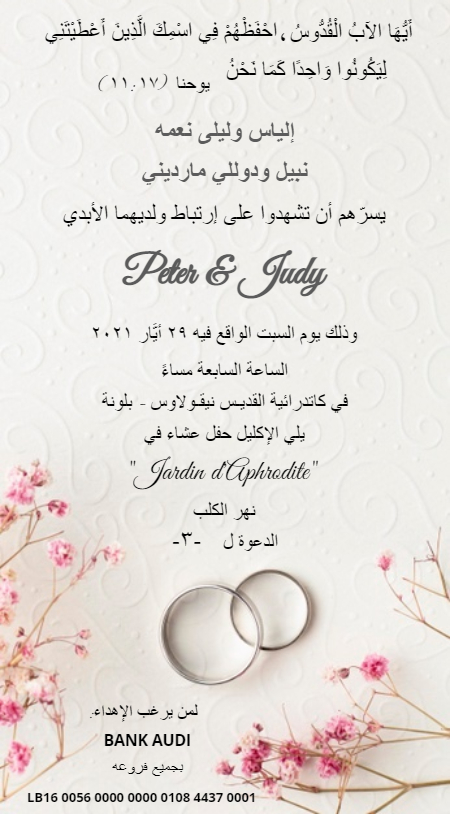 أَيُّهَا الآبُ الْقُدُّوسُ، احْفَظْهُمْ فِي اسْمِكَ الَّذِينَ أَعْطَيْتَنِي
لِيَكُونُوا وَاحِدًا كَمَا نَحْنُ يوحنا (١١:١٧)
إلياس وليلى نعمه
نبيل ودوللي مارديني
يسرّهم أن تشهدوا على إرتباط ولديهما الأبدي
Peter & Judy
وذلك يوم السبت الواقع فيه ٢٩ أيَّار ٢٠٢١
الساعة السابعة مساءً
في كاتدرائية القديس نيقولاوس - بلونة
يلي الإكليل حفل عشاء في
"Jardin d'Aphrodite"
نهر الكلب
الدعوة ل -٣-
لمن يرغب الإهداء.
BANK AUDI
بجميع فروعه
LB16 0056 0000 0000 0108 4437 0001